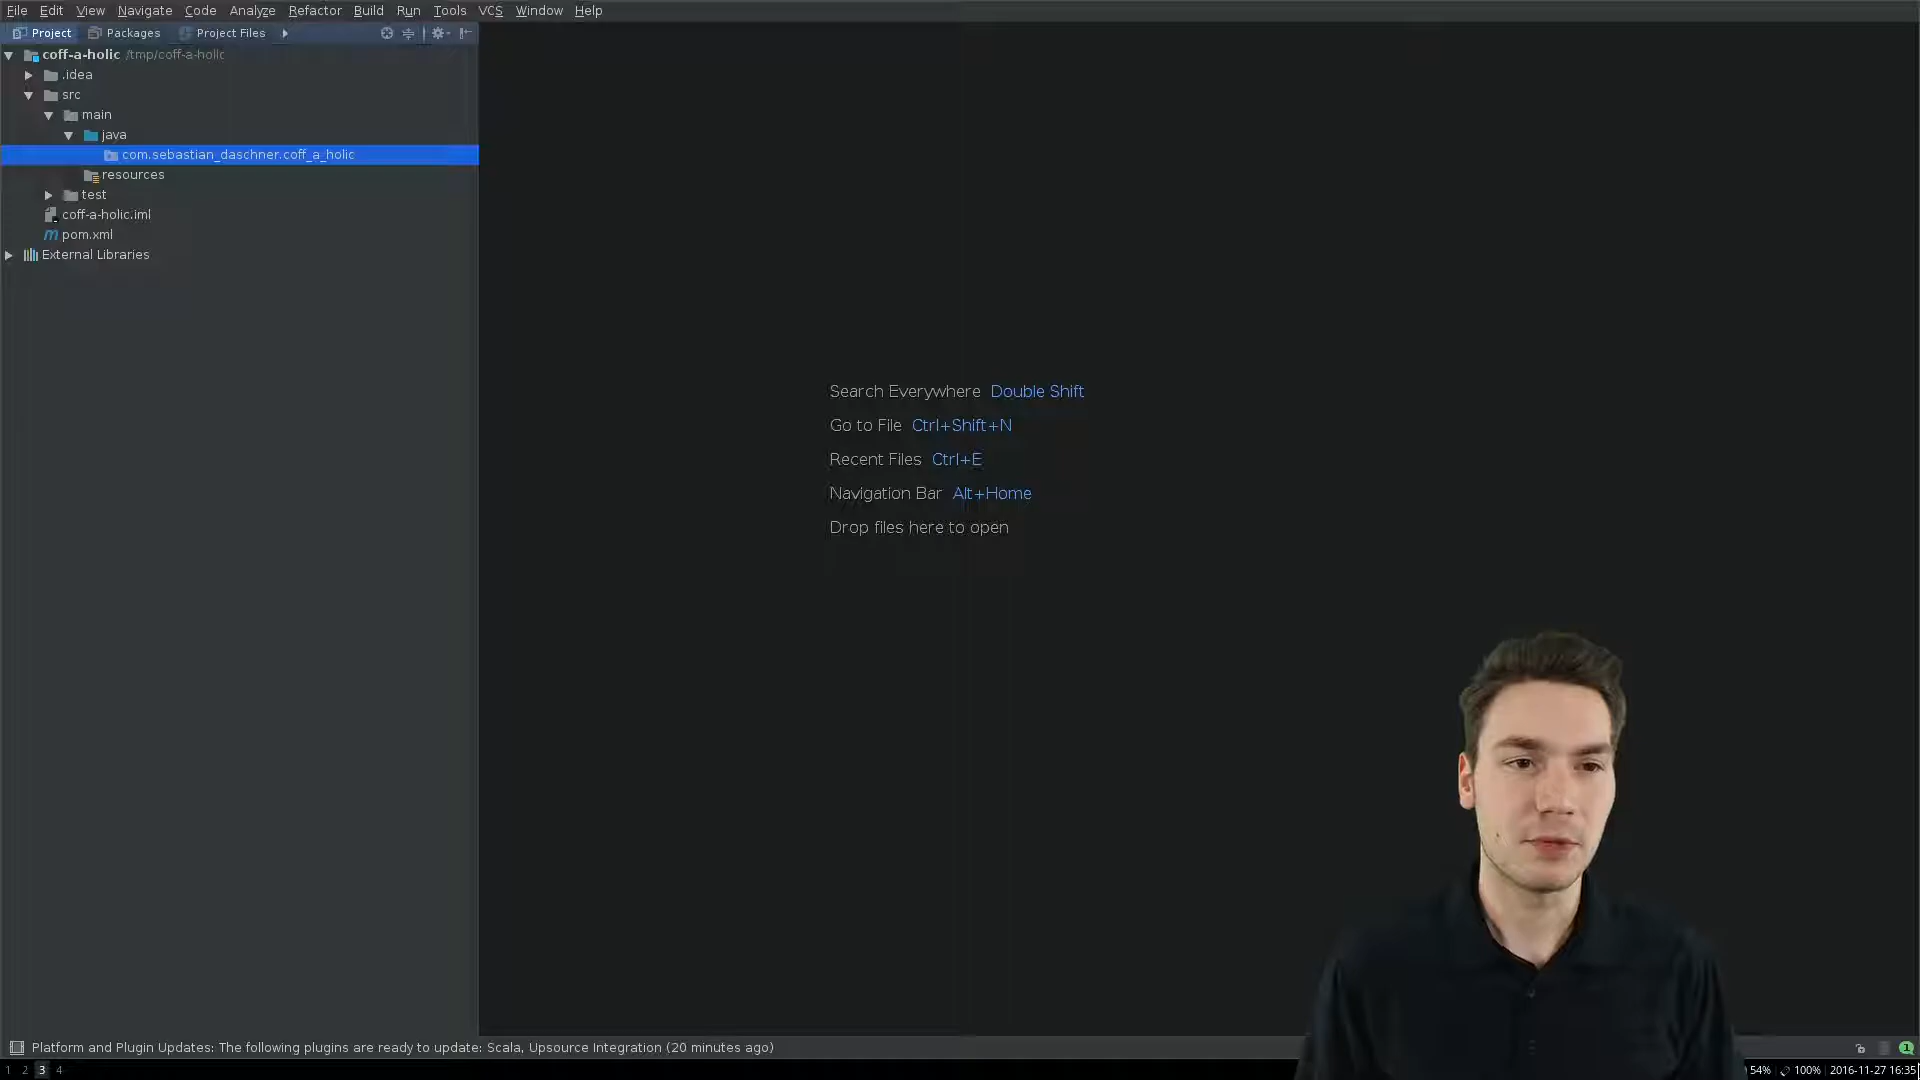 File Edit View Navigate Code Analyze Refactor Build Run Tools VCS Window Help
Project Packages Project Files
coff-a-holic /tmp/coff-a-holic
.idea
src
main
java
com.sebastian_daschner.coff_a_holic
resources
test
coff-a-holic.iml
pom.xml
External Libraries
Search Everywhere Double Shift
Go to File Ctrl+Shift+N
Recent Files Ctrl+E
Navigation Bar Alt+Home
Drop files here to open
Platform and Plugin Updates: The following plugins are ready to update: Scala, Upsource Integration (20 minutes ago)
1
1 2 3 4
54% 100% 2016-11-27 16:35